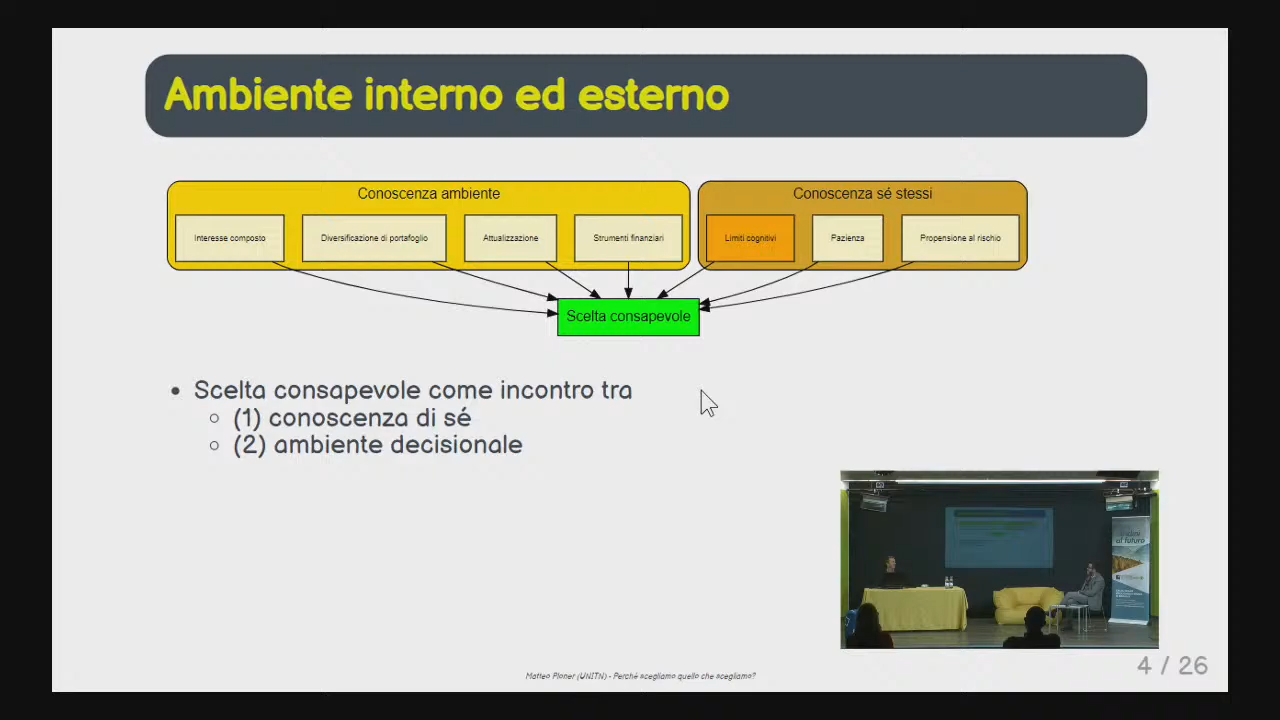 Ambiente interno ed esterno
Conoscenza ambiente
Conoscenza sé stessi
Interesse composto
Diversificazione di portafoglio
Attualizzazione
Strumenti finanziari
Limiti cognitivi
Pazienza
Propensione al rischio
Scelta consapevole
• Scelta consapevole come incontro tra
○ (1) conoscenza di sé
○ (2) ambiente decisionale
al futuro
4 / 26
Matteo Ploner (UNITN) - Perché scegliamo quello che scegliamo?